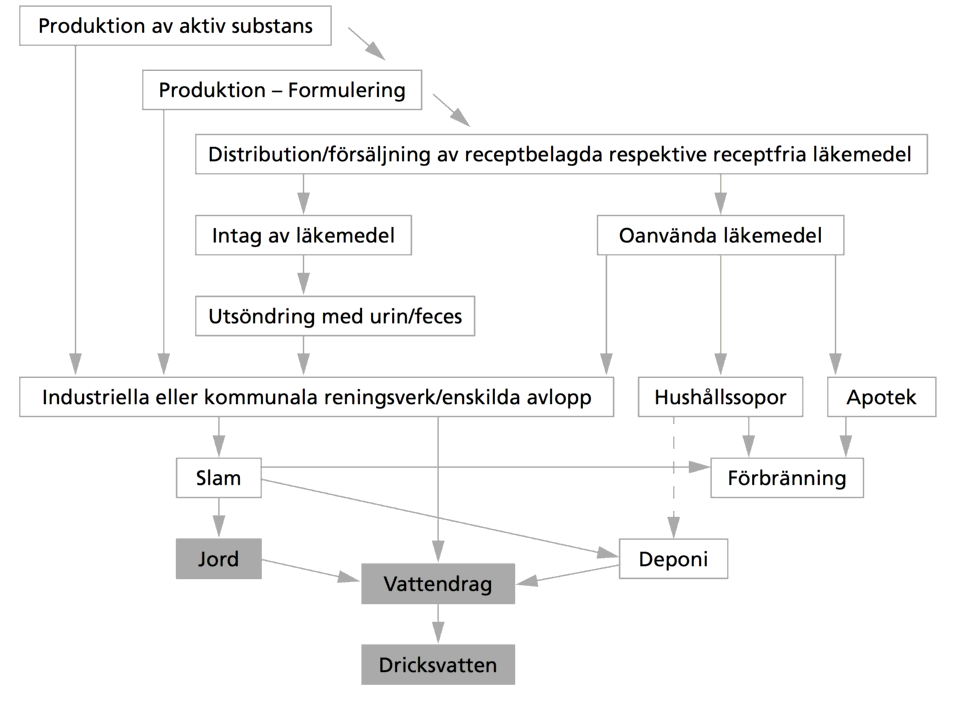 Produktion av aktiv substans
Produktion – Formulering
Distribution/försäljning av receptbelagda respektive receptfria läkemedel
Intag av läkemedel
Oanvända läkemedel
Utsöndring med urin/feces
Industriella eller kommunala reningsverk/enskilda avlopp
Hushållssopor
Apotek
Slam
Förbränning
Jord
Deponi
Vattendrag
Dricksvatten